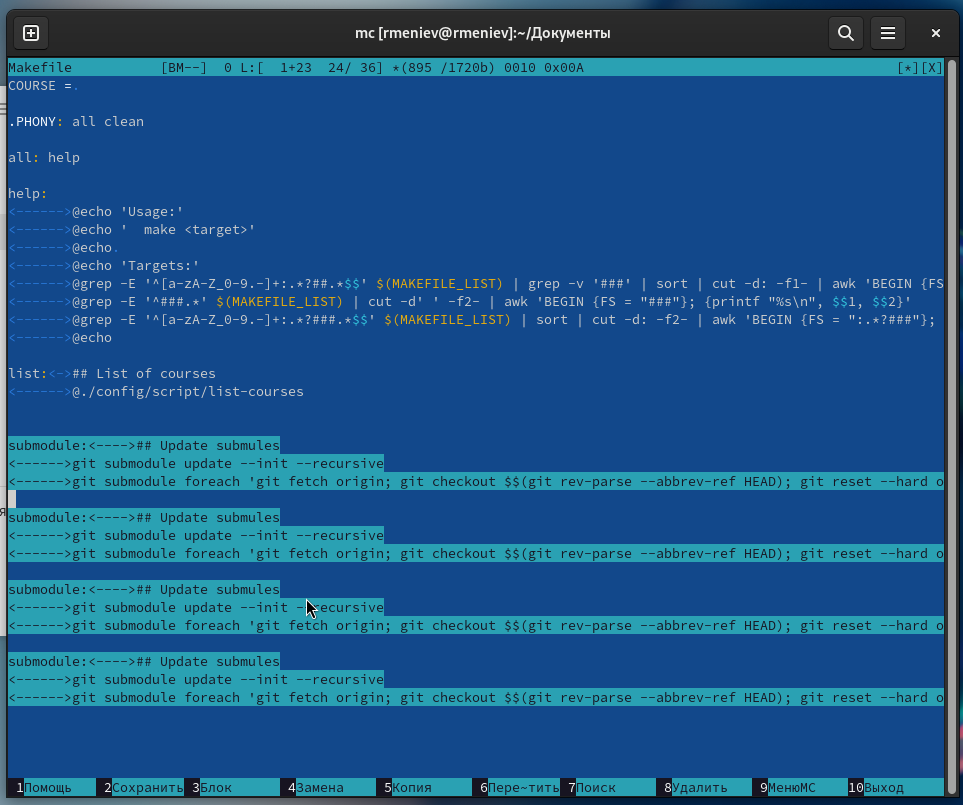 mc [rmeniev@rmeniev]:~/Документы
Makefile [BM--] 0 L:[ 1+23 24/ 36] *(895 /1720b) 0010 0x00A [*][X]
COURSE =.
.PHONY: all clean
all: help
help:
<------>@echo 'Usage:'
<------>@echo '  make <target>'
<------>@echo.
<------>@echo 'Targets:'
<------>@grep -E '^[a-zA-Z_0-9.-]+:.*?##.*$$' $(MAKEFILE_LIST) | grep -v '###' | sort | cut -d: -f1- | awk 'BEGIN {FS
<------>@grep -E '^###.*' $(MAKEFILE_LIST) | cut -d' ' -f2- | awk 'BEGIN {FS = "###"}; {printf "%s\n", $$1, $$2}'
<------>@grep -E '^[a-zA-Z_0-9.-]+:.*?###.*$$' $(MAKEFILE_LIST) | sort | cut -d: -f2- | awk 'BEGIN {FS = ":.*?###"};
<------>@echo
list:<->## List of courses
<------>@./config/script/list-courses
submodule:<---->## Update submules
<------>git submodule update --init --recursive
<------>git submodule foreach 'git fetch origin; git checkout $$(git rev-parse --abbrev-ref HEAD); git reset --hard o
submodule:<---->## Update submules
<------>git submodule update --init --recursive
<------>git submodule foreach 'git fetch origin; git checkout $$(git rev-parse --abbrev-ref HEAD); git reset --hard o
submodule:<---->## Update submules
<------>git submodule update --init --recursive
<------>git submodule foreach 'git fetch origin; git checkout $$(git rev-parse --abbrev-ref HEAD); git reset --hard o
submodule:<---->## Update submules
<------>git submodule update --init --recursive
<------>git submodule foreach 'git fetch origin; git checkout $$(git rev-parse --abbrev-ref HEAD); git reset --hard o
1Помощь 2Сохранить 3Блок 4Замена 5Копия 6Пере~тить 7Поиск 8Удалить 9МенюMC 10Выход